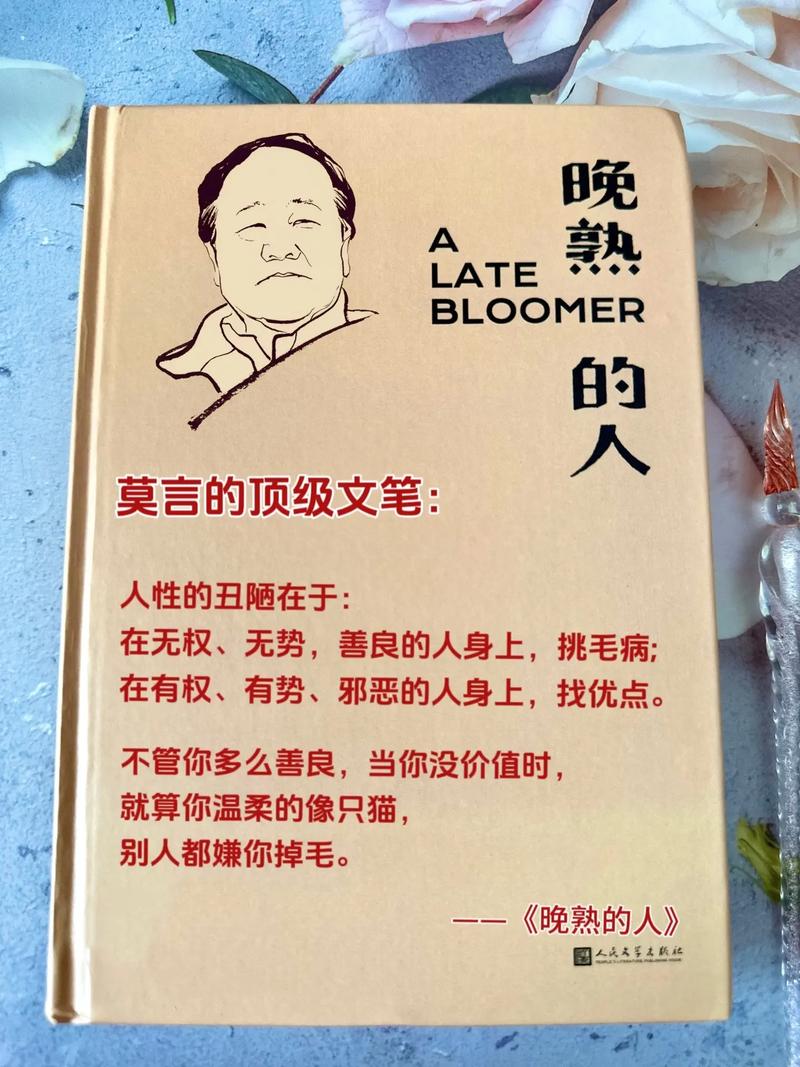 晚熟的人
A
LATE
BLOOMER
莫言的顶级文笔：
人性的丑陋在于：
在无权、无势，善良的人身上，挑毛病；
在有权、有势、邪恶的人身上，找优点。
不管你多么善良，当你没价值时，
就算你温柔的像只猫，
别人都嫌你掉毛。
——《晚熟的人》
人民文学出版社
PEOPLE'S LITERATURE PUBLISHING HOUSE